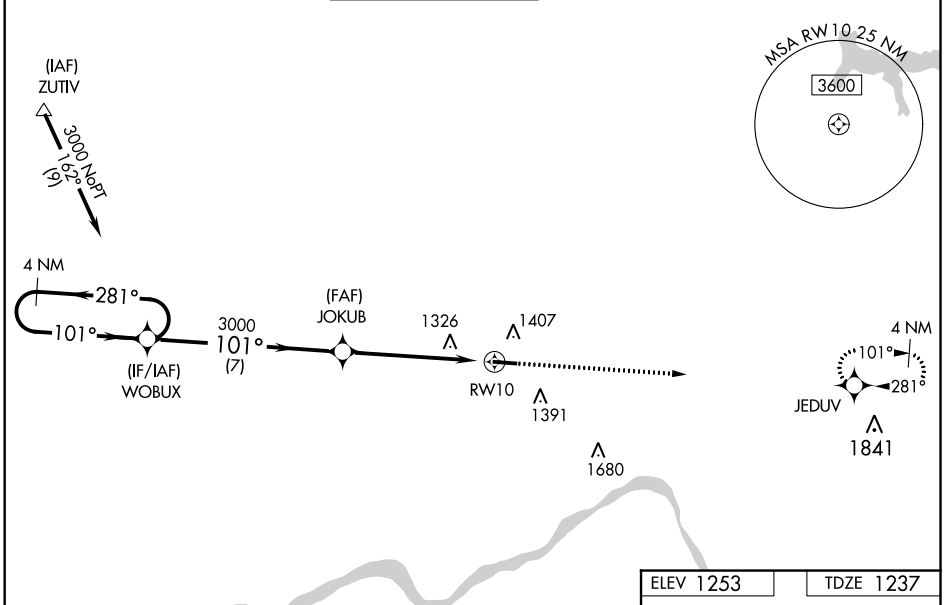 MSA RW10 25 NM
3600
(IAF)
ZUTIV
3000 NoPT
162°
(9)
4 NM
281°
101°
(IF/IAF)
WOBUX
3000
101°
(7)
(FAF)
JOKUB
1326
1407
RW10
1391
1680
4 NM
101°
281°
JEDUV
1841
ELEV 1253
TDZE 1237